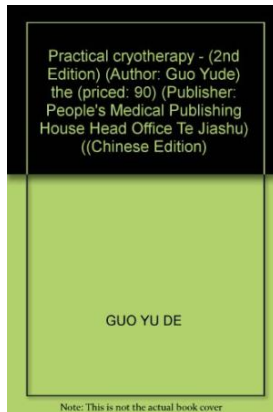 Practical cryotherapy - (2nd
Edition) (Author: Guo Yude) the
(priced: 90) (Publisher:
People's Medical Publishing
House Head Office Te Jiashu)
((Chinese Edition)
GUO YU DE
Note: This is not the actual book cover